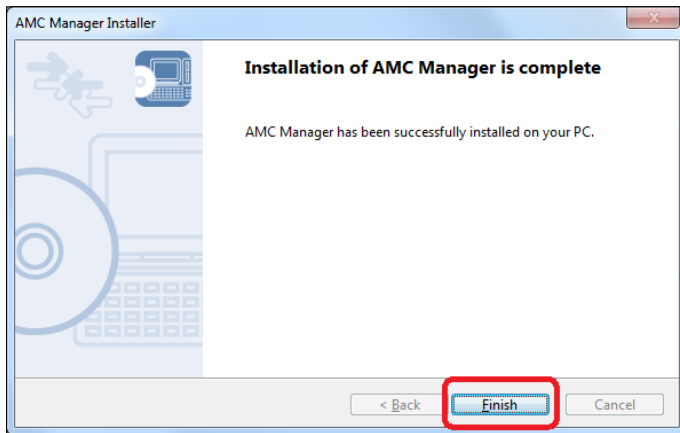 AMC Manager Installer
Installation of AMC Manager is complete
AMC Manager has been successfully installed on your PC.
< Back
Finish
Cancel